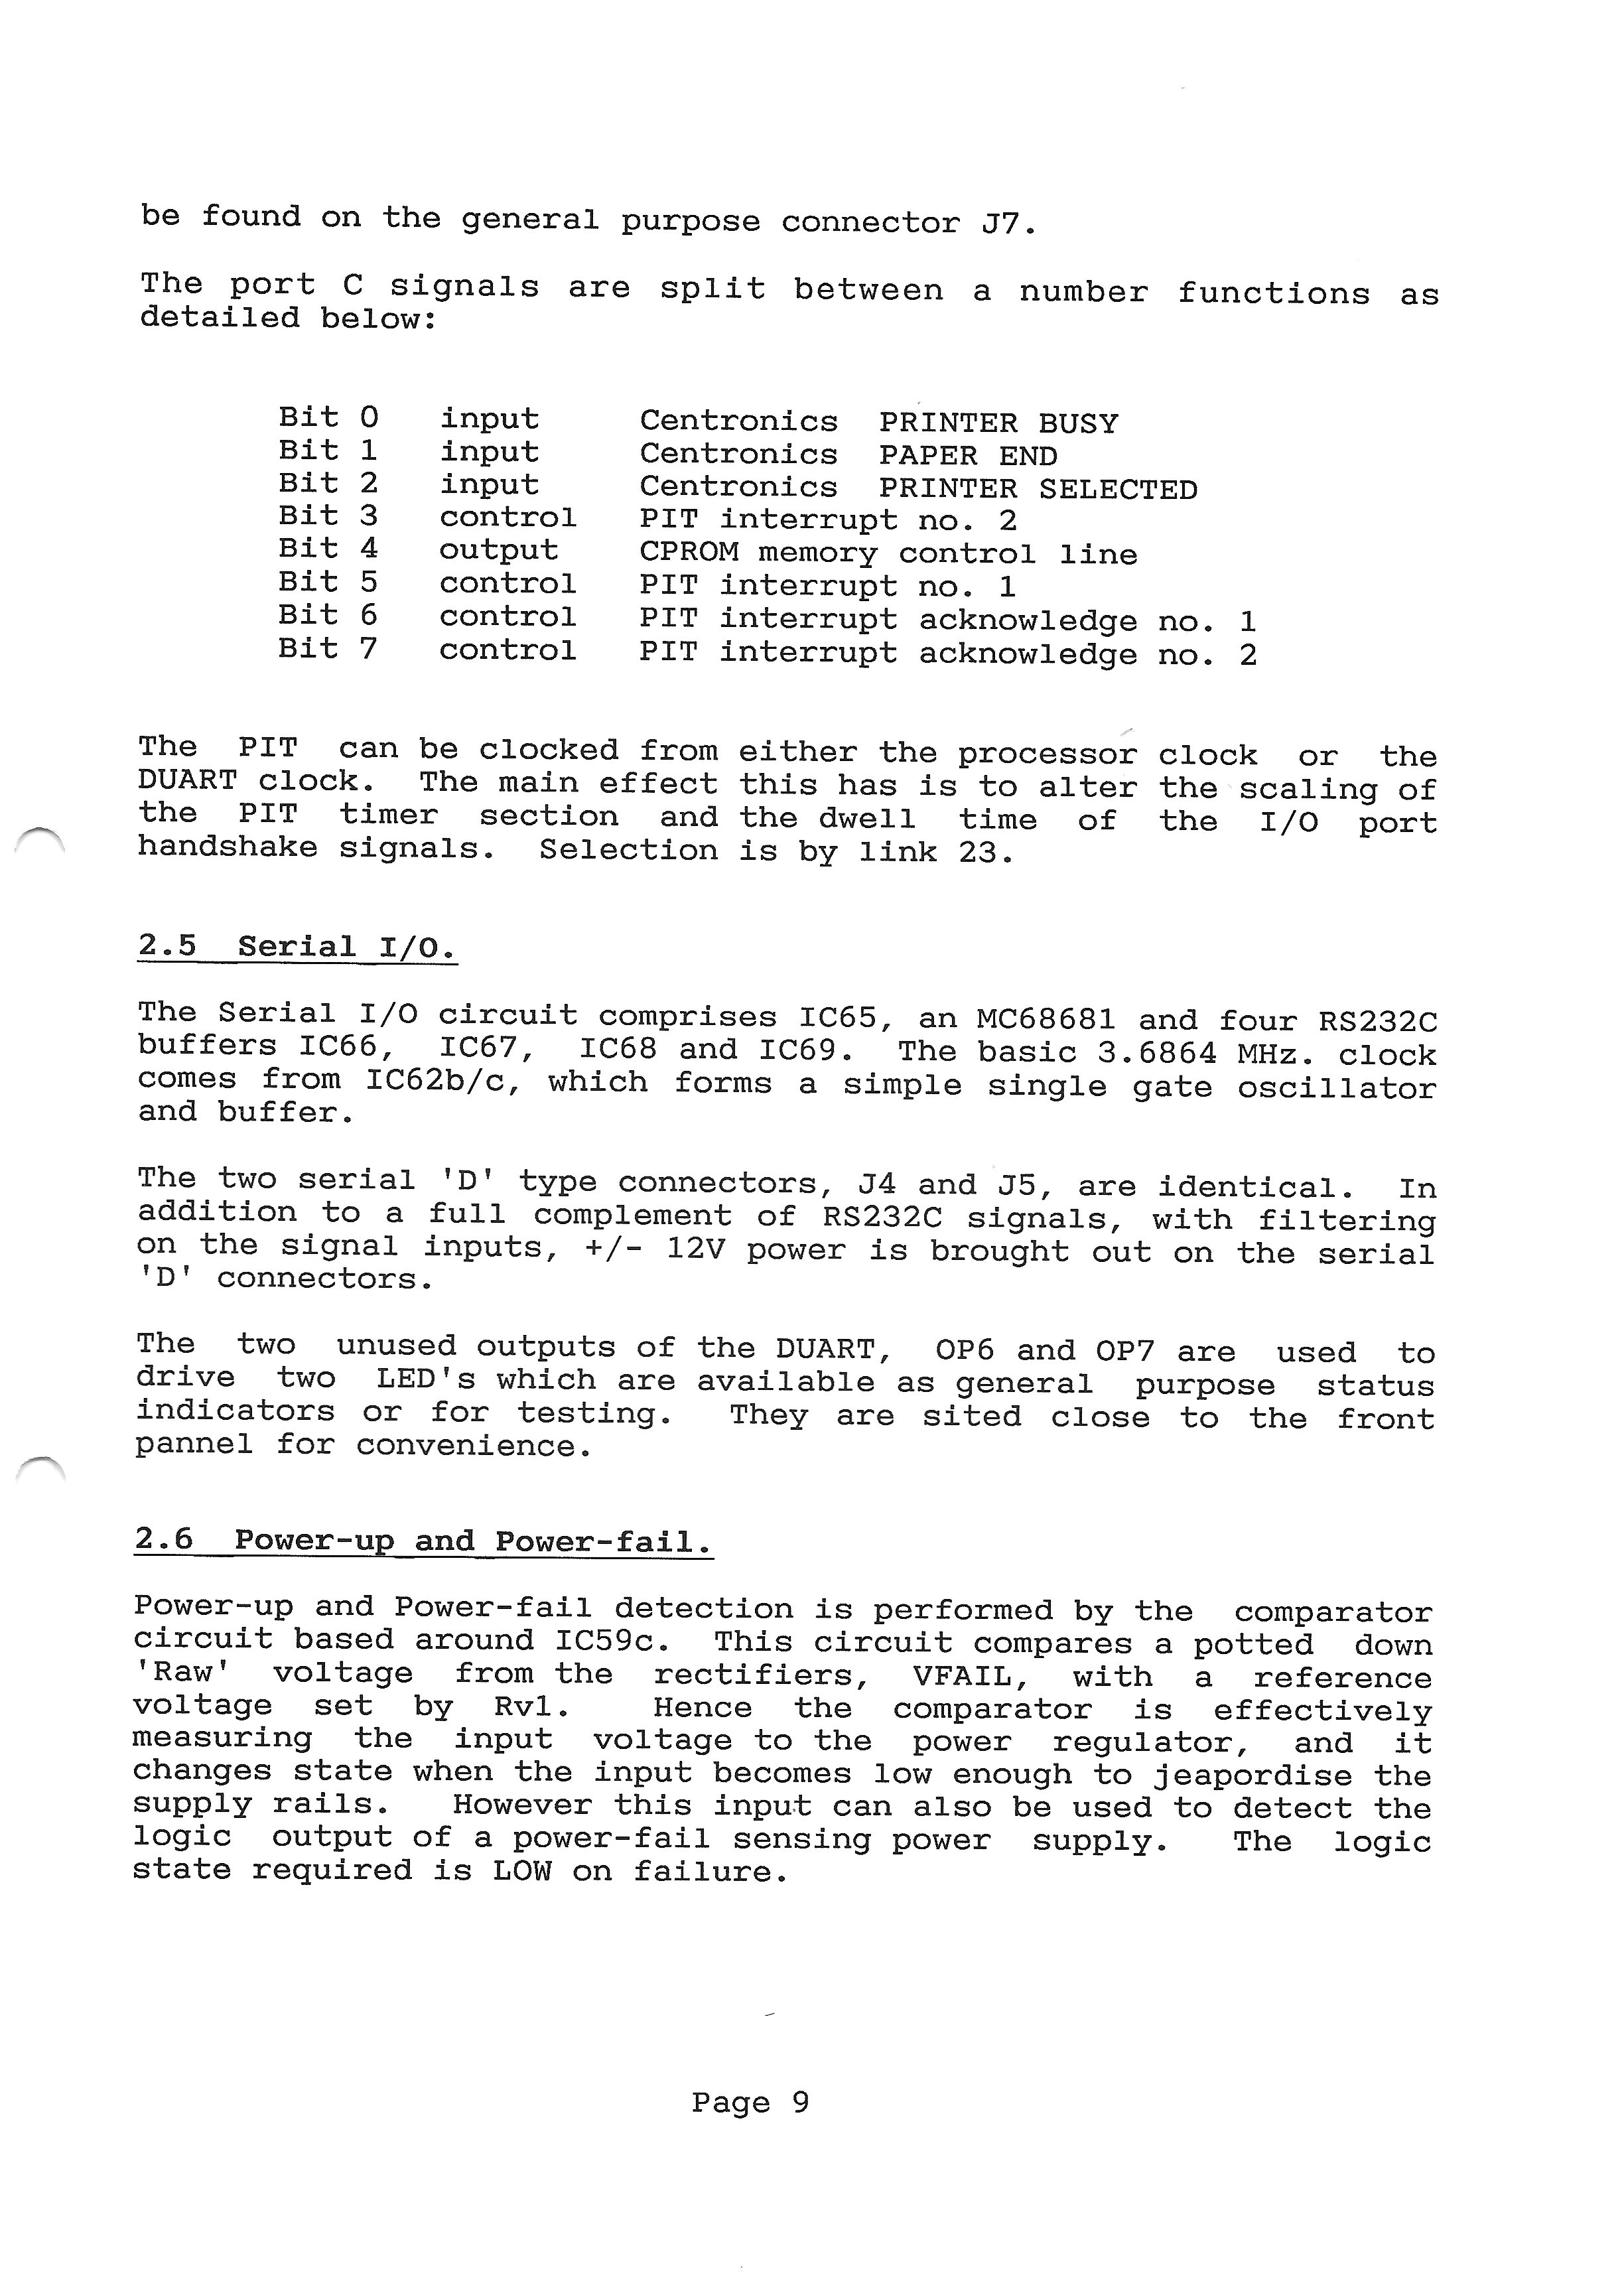 be found on the general purpose connector J7.
The port C signals are split between a number functions as
detailed below:
Bit 0 input Centronics PRINTER BUSY
Bit 1 input Centronics PAPER END
Bit 2 input Centronics PRINTER SELECTED
Bit 3 control PIT interrupt no. 2
Bit 4 output CPROM memory control line
Bit 5 control PIT interrupt no. 1
Bit 6 control PIT interrupt acknowledge no. 1
Bit 7 control PIT interrupt acknowledge no. 2
The PIT can be clocked from either the processor clock or the
DUART clock. The main effect this has is to alter the scaling of
the PIT timer section and the dwell time of the I/O port
handshake signals. Selection is by link 23.
2.5 Serial I/O.
The Serial I/O circuit comprises IC65, an MC68681 and four RS232C
buffers IC66, IC67, IC68 and IC69. The basic 3.6864 MHz. clock
comes from IC62b/c, which forms a simple single gate oscillator
and buffer.
The two serial 'D' type connectors, J4 and J5, are identical. In
addition to a full complement of RS232C signals, with filtering
on the signal inputs, +/- 12V power is brought out on the serial
'D' connectors.
The two unused outputs of the DUART, OP6 and OP7 are used to
drive two LED's which are available as general purpose status
indicators or for testing. They are sited close to the front
pannel for convenience.
2.6 Power-up and Power-fail.
Power-up and Power-fail detection is performed by the comparator
circuit based around IC59c. This circuit compares a potted down
'Raw' voltage from the rectifiers, VFAIL, with a reference
voltage set by Rv1. Hence the comparator is effectively
measuring the input voltage to the power regulator, and it
changes state when the input becomes low enough to jeapordise the
supply rails. However this input can also be used to detect the
logic output of a power-fail sensing power supply. The logic
state required is LOW on failure.
Page 9